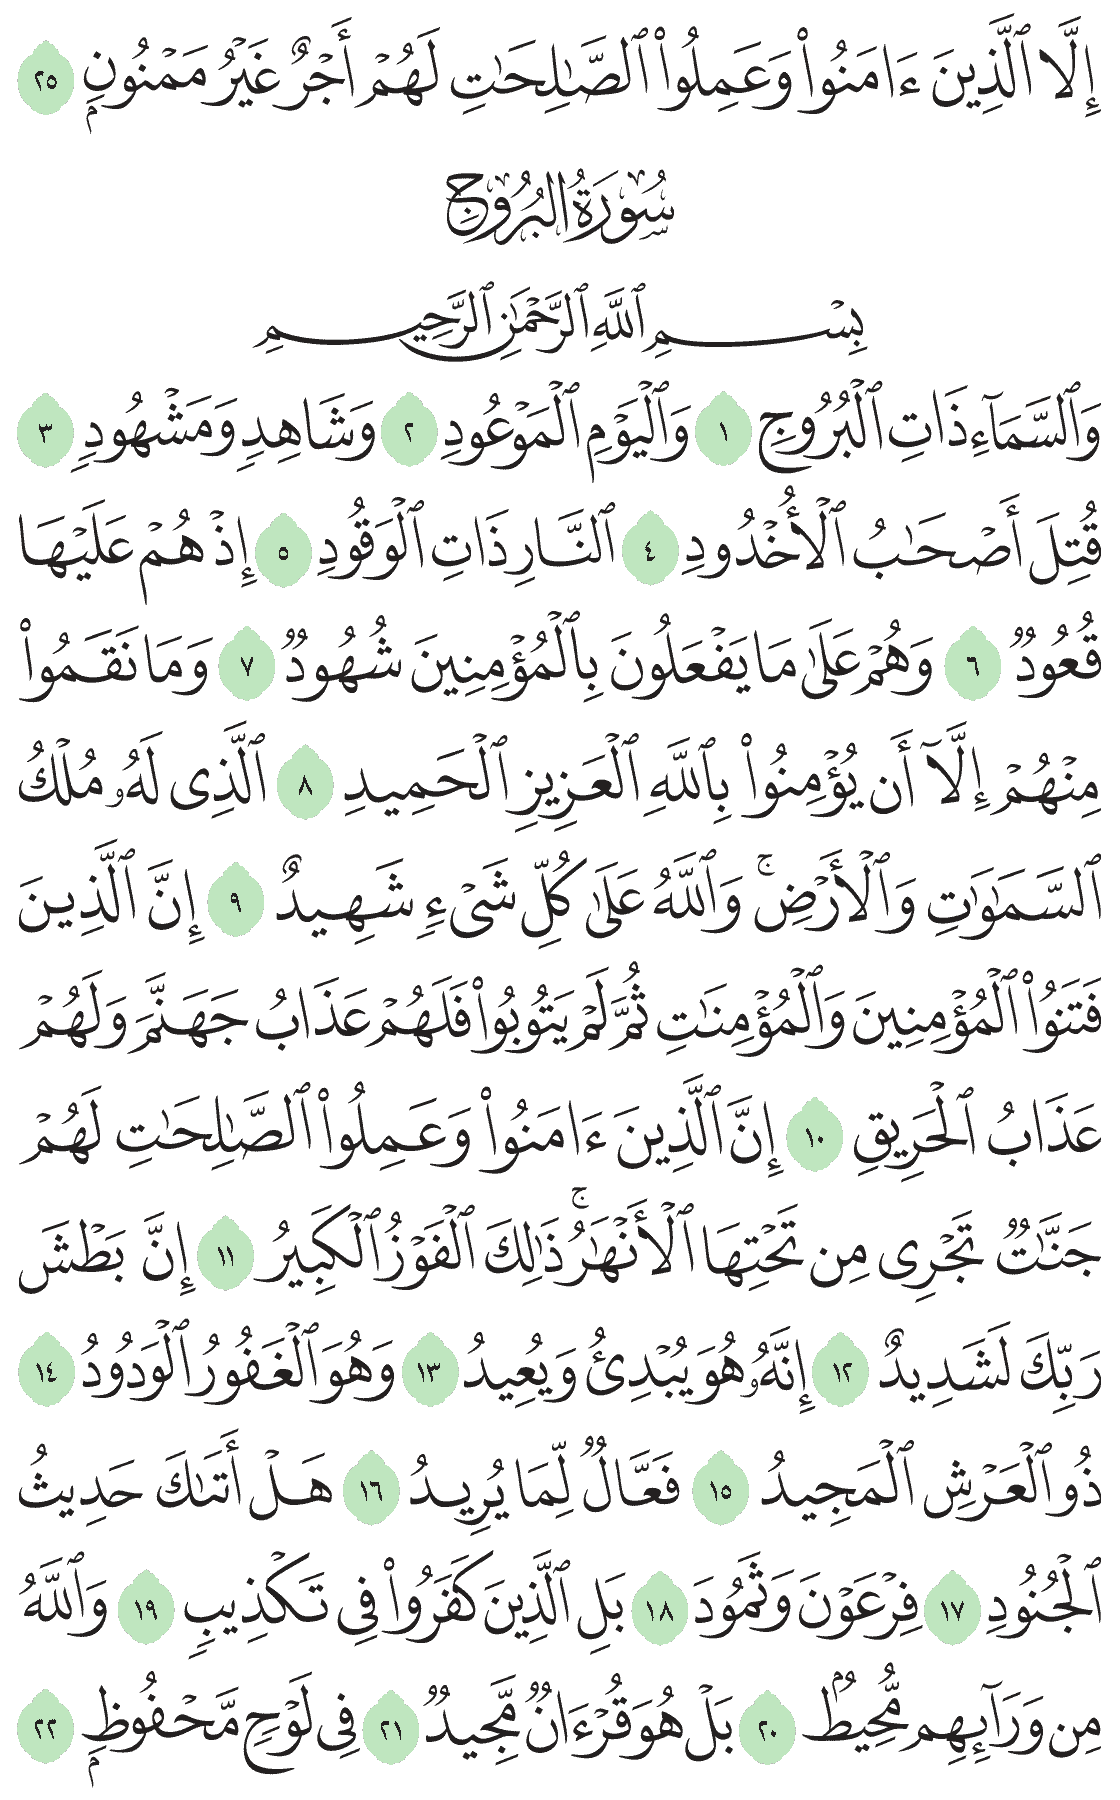 إِلَّا ٱلَّذِينَ ءَامَنُوا۟ وَعَمِلُوا۟ ٱلصَّـٰلِحَـٰتِ لَهُمْ أَجْرٌ غَيْرُ مَمْنُونٍۭ ٢٥
سُورَةُ البُرُوجِ
بِسْمِ ٱللَّهِ ٱلرَّحْمَـٰنِ ٱلرَّحِيمِ
وَٱلسَّمَآءِ ذَاتِ ٱلْبُرُوجِ ١ وَٱلْيَوْمِ ٱلْمَوْعُودِ ٢ وَشَاهِدٍ وَمَشْهُودٍ ٣
قُتِلَ أَصْحَـٰبُ ٱلْأُخْدُودِ ٤ ٱلنَّارِ ذَاتِ ٱلْوَقُودِ ٥ إِذْ هُمْ عَلَيْهَا
قُعُودٌ ٦ وَهُمْ عَلَىٰ مَا يَفْعَلُونَ بِٱلْمُؤْمِنِينَ شُهُودٌ ٧ وَمَا نَقَمُوا۟
مِنْهُمْ إِلَّآ أَن يُؤْمِنُوا۟ بِٱللَّهِ ٱلْعَزِيزِ ٱلْحَمِيدِ ٨ ٱلَّذِى لَهُۥ مُلْكُ
ٱلسَّمَـٰوَٰتِ وَٱلْأَرْضِ ۚ وَٱللَّهُ عَلَىٰ كُلِّ شَىْءٍ شَهِيدٌ ٩ إِنَّ ٱلَّذِينَ
فَتَنُوا۟ ٱلْمُؤْمِنِينَ وَٱلْمُؤْمِنَـٰتِ ثُمَّ لَمْ يَتُوبُوا۟ فَلَهُمْ عَذَابُ جَهَنَّمَ وَلَهُمْ
عَذَابُ ٱلْحَرِيقِ ١٠ إِنَّ ٱلَّذِينَ ءَامَنُوا۟ وَعَمِلُوا۟ ٱلصَّـٰلِحَـٰتِ لَهُمْ
جَنَّـٰتٌ تَجْرِى مِن تَحْتِهَا ٱلْأَنْهَـٰرُ ۚ ذَٰلِكَ ٱلْفَوْزُ ٱلْكَبِيرُ ١١ إِنَّ بَطْشَ
رَبِّكَ لَشَدِيدٌ ١٢ إِنَّهُۥ هُوَ يُبْدِئُ وَيُعِيدُ ١٣ وَهُوَ ٱلْغَفُورُ ٱلْوَدُودُ ١٤
ذُو ٱلْعَرْشِ ٱلْمَجِيدُ ١٥ فَعَّالٌ لِّمَا يُرِيدُ ١٦ هَلْ أَتَىٰكَ حَدِيثُ
ٱلْجُنُودِ ١٧ فِرْعَوْنَ وَثَمُودَ ١٨ بَلِ ٱلَّذِينَ كَفَرُوا۟ فِى تَكْذِيبٍ ١٩ وَٱللَّهُ
مِن وَرَآئِهِم مُّحِيطٌۢ ٢٠ بَلْ هُوَ قُرْءَانٌ مَّجِيدٌ ٢١ فِى لَوْحٍ مَّحْفُوظٍۭ ٢٢